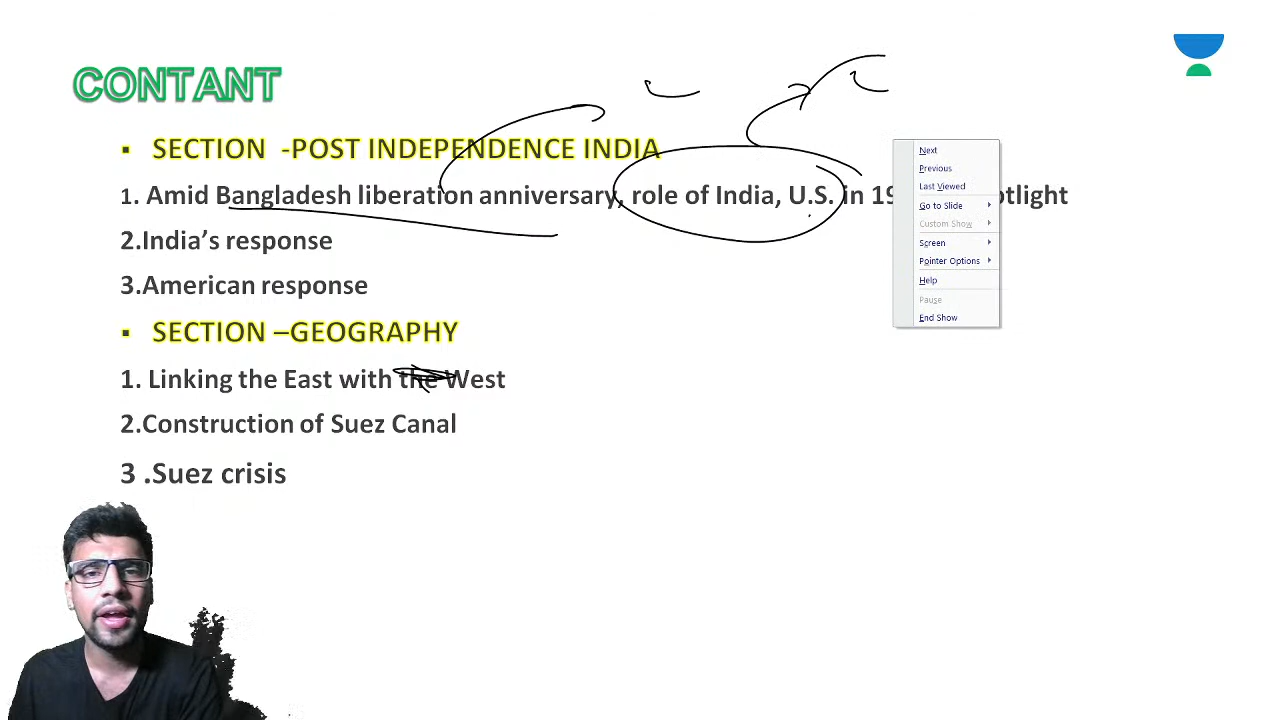 CONTANT
▪ SECTION -POST INDEPENDENCE INDIA
1. Amid Bangladesh liberation anniversary, role of India, U.S. in 19 otlight
2.India's response
3.American response
▪ SECTION –GEOGRAPHY
1. Linking the East with the West
2.Construction of Suez Canal
3 .Suez crisis
Next
Previous
Last Viewed
Go to Slide
Custom Show
Screen
Pointer Options
Help
Pause
End Show